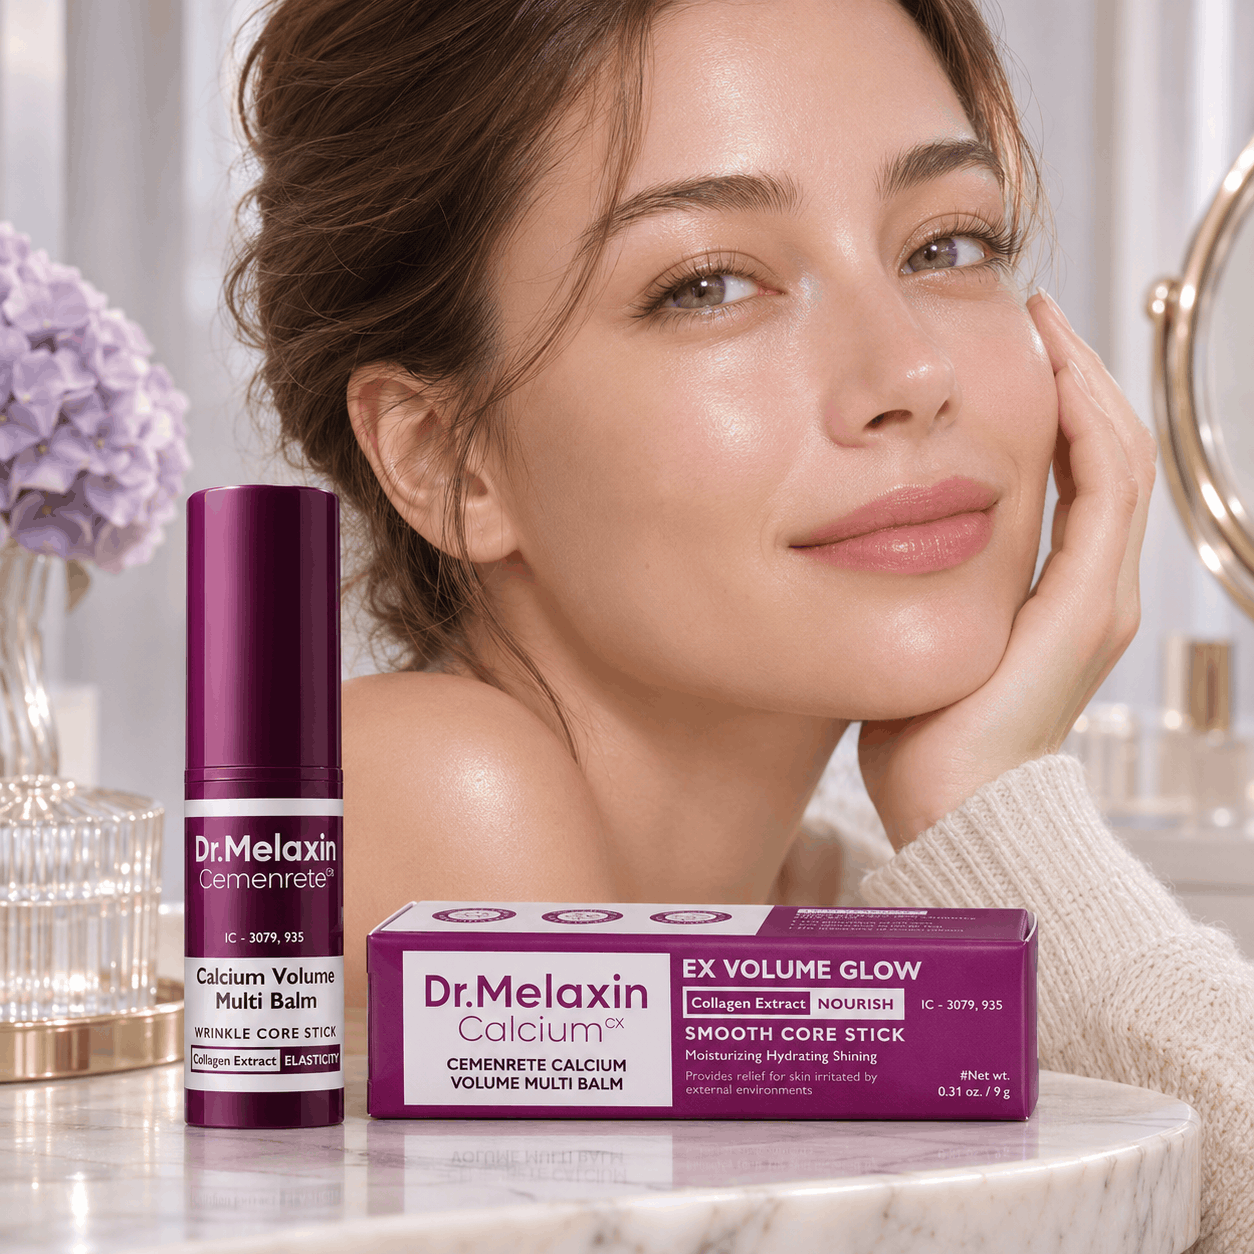 Dr.Melaxin
Cemenrete
IC - 3079, 935
Calcium Volume
Multi Balm
WRINKLE CORE STICK
Collagen Extract ELASTICITY
Dr.Melaxin
Calcium CX
CEMENRETE CALCIUM
VOLUME MULTI BALM
EX VOLUME GLOW
Collagen Extract NOURISH IC - 3079, 935
SMOOTH CORE STICK
Moisturizing Hydrating Shining
Provides relief for skin irritated by
external environments
#Net wt.
0.31 oz. / 9 g